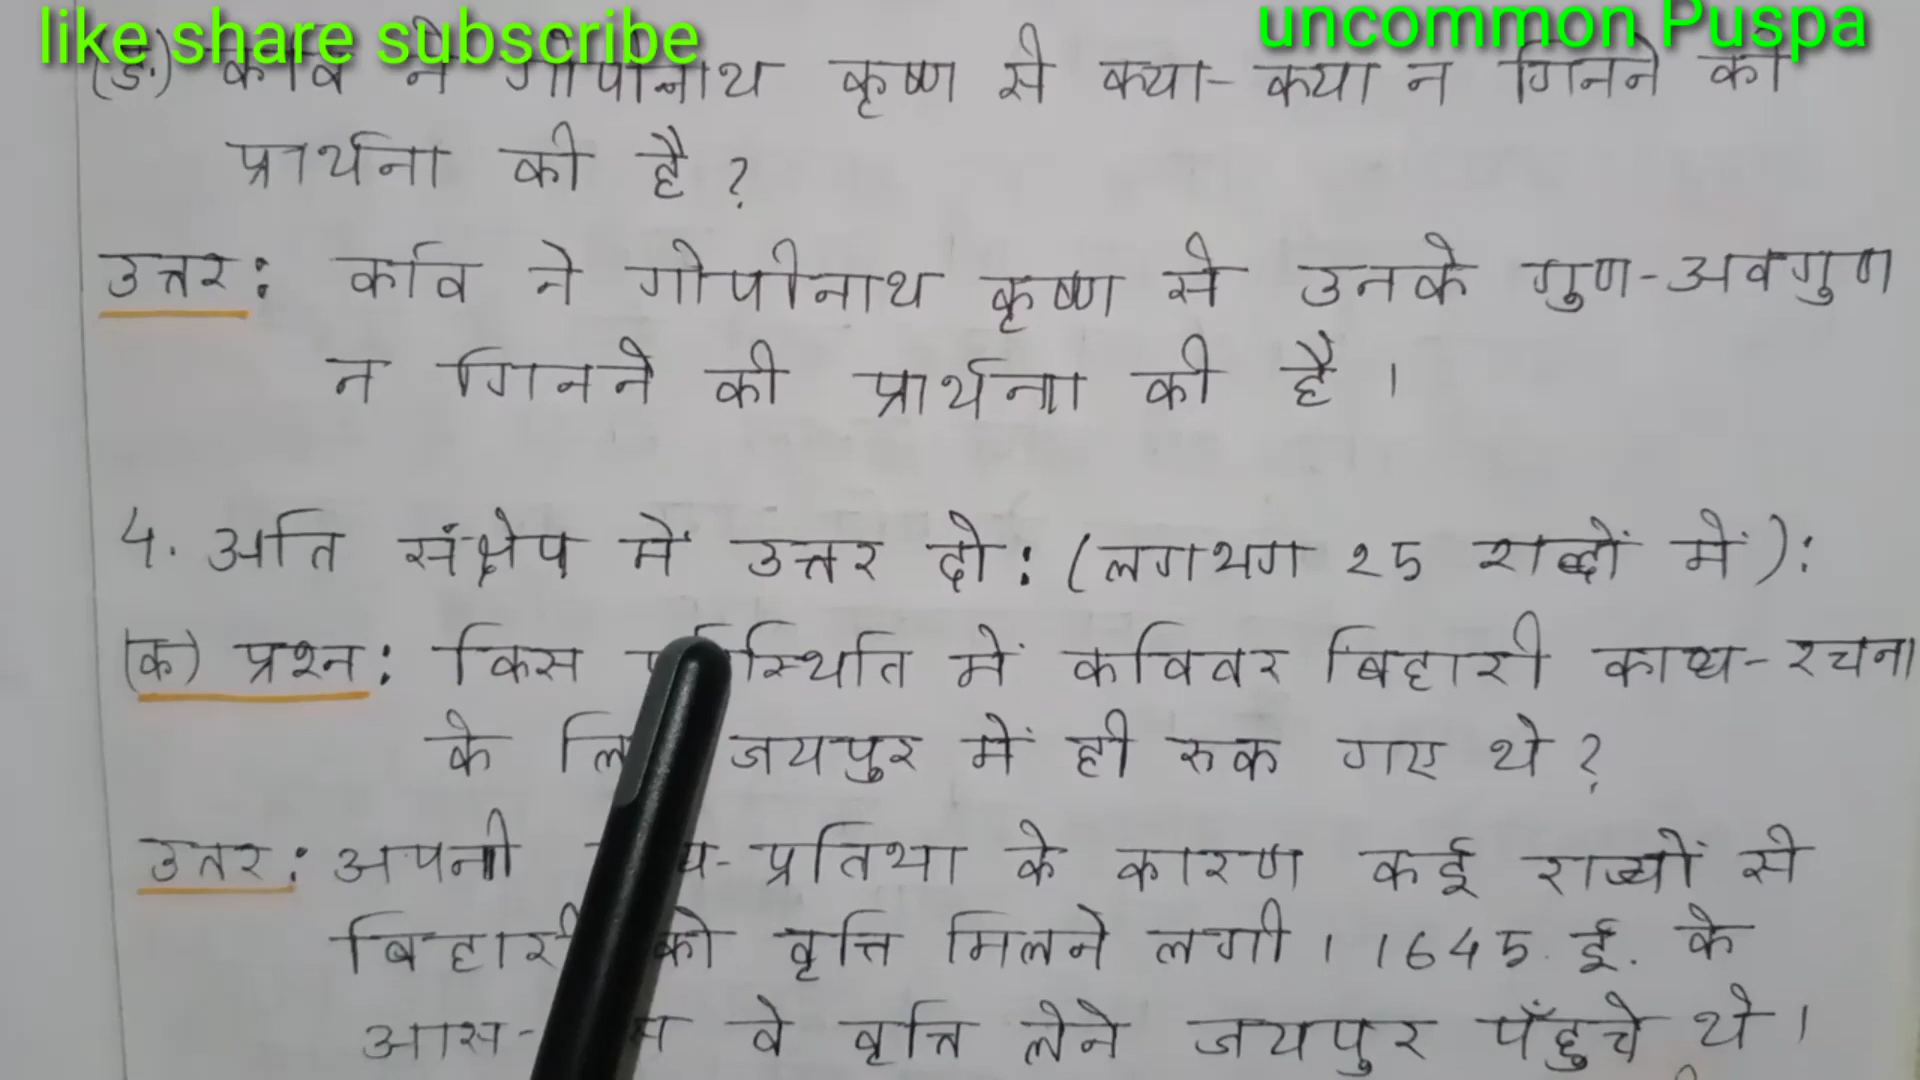 like share subscribe
uncommon Puspa
(ङ.) कवि ने गोपीनाथ कृष्ण से क्या-क्या न गिनने की
प्रार्थना की है ?
उत्तर: कवि ने गोपीनाथ कृष्ण से उनके गुण-अवगुण
न गिनने की प्रार्थना की है ।
4. अति संक्षेप में उत्तर दो: (लगभग 25 शब्दों में):
(क) प्रश्न: किस में कविवर बिहारी काव्य-रचना
के जयपुर में ही रुक गए थे ?
उत्तर: अपनी प्रतिभा के कारण कई राज्यों से
बिहारी को वृत्ति मिलने लगी । 1645 ई. के
आस- वे वृत्ति लेने जयपुर पँहुचे थे ।